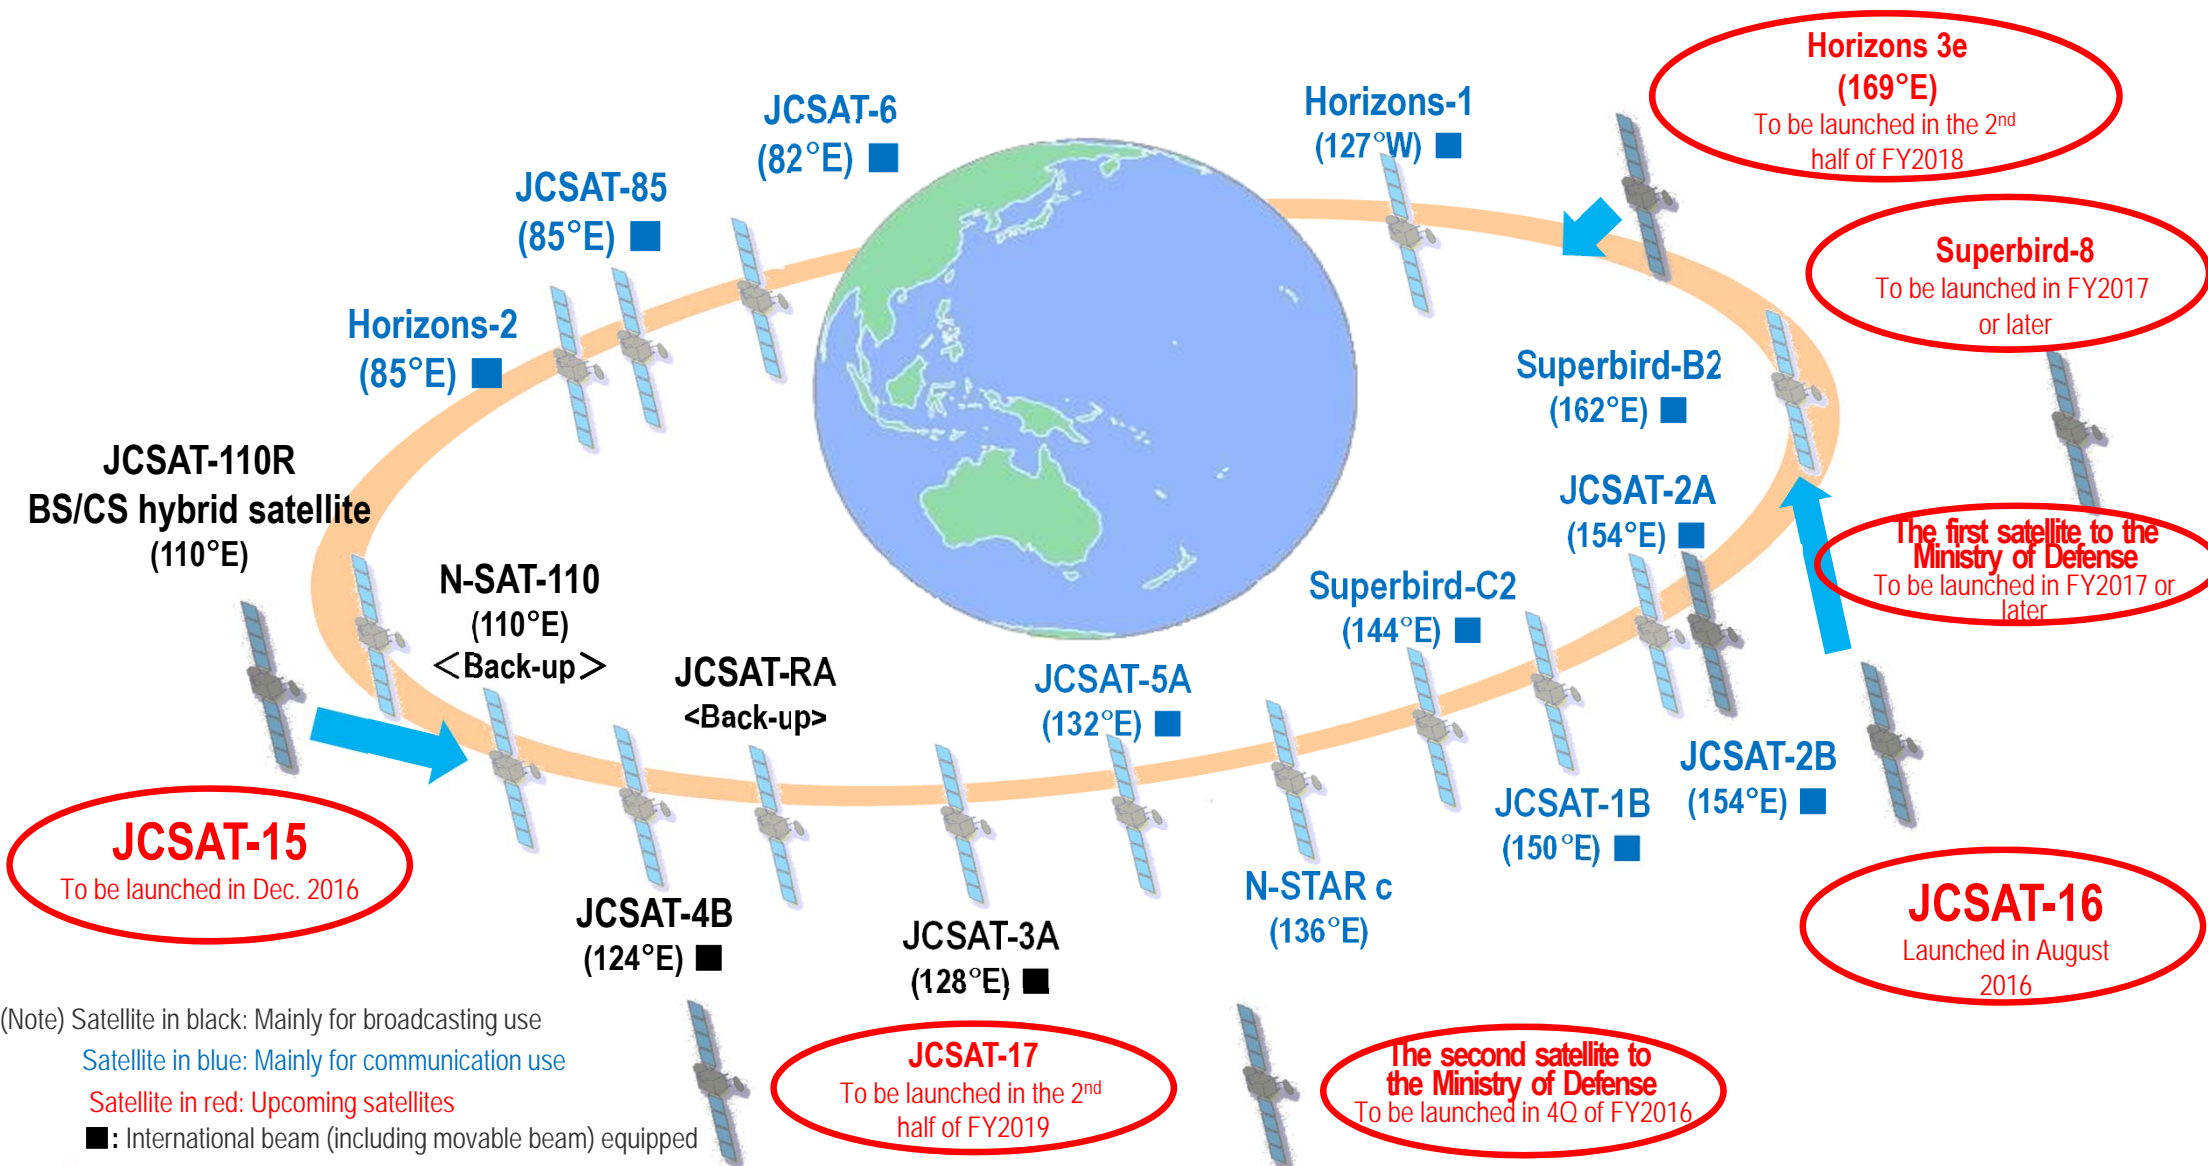 Horizons 3e
(169°E)
To be launched in the 2nd
half of FY2018
JCSAT-6
(82°E) ■
Horizons-1
(127°W) ■
JCSAT-85
(85°E) ■
Superbird-8
To be launched in FY2017
or later
Horizons-2
(85°E) ■
Superbird-B2
(162°E) ■
JCSAT-110R
BS/CS hybrid satellite
(110°E)
JCSAT-2A
(154°E) ■
The first satellite to the
Ministry of Defense
To be launched in FY2017 or
later
N-SAT-110
(110°E)
<Back-up>
Superbird-C2
(144°E) ■
JCSAT-RA
<Back-up>
JCSAT-5A
(132°E) ■
JCSAT-2B
(154°E) ■
JCSAT-1B
(150°E) ■
JCSAT-15
To be launched in Dec. 2016
N-STAR c
(136°E)
JCSAT-16
Launched in August
2016
JCSAT-4B
(124°E) ■
JCSAT-3A
(128°E) ■
(Note) Satellite in black: Mainly for broadcasting use
Satellite in blue: Mainly for communication use
Satellite in red: Upcoming satellites
■: International beam (including movable beam) equipped
JCSAT-17
To be launched in the 2nd
half of FY2019
The second satellite to
the Ministry of Defense
To be launched in 4Q of FY2016